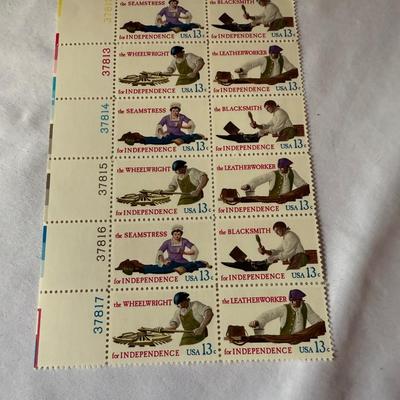 37812
the SEAMSTRESS the BLACKSMITH
for INDEPENDENCE USA 13c for INDEPENDENCE USA 13c
37813
the WHEELWRIGHT the LEATHERWORKER
for INDEPENDENCE USA 13c for INDEPENDENCE USA 13c
37814
the SEAMSTRESS the BLACKSMITH
for INDEPENDENCE USA 13c for INDEPENDENCE USA 13c
37815
the WHEELWRIGHT the LEATHERWORKER
for INDEPENDENCE USA 13c for INDEPENDENCE USA 13c
37816
the SEAMSTRESS the BLACKSMITH
for INDEPENDENCE USA 13c for INDEPENDENCE USA 13c
37817
the WHEELWRIGHT the LEATHERWORKER
for INDEPENDENCE USA 13c for INDEPENDENCE USA 13c